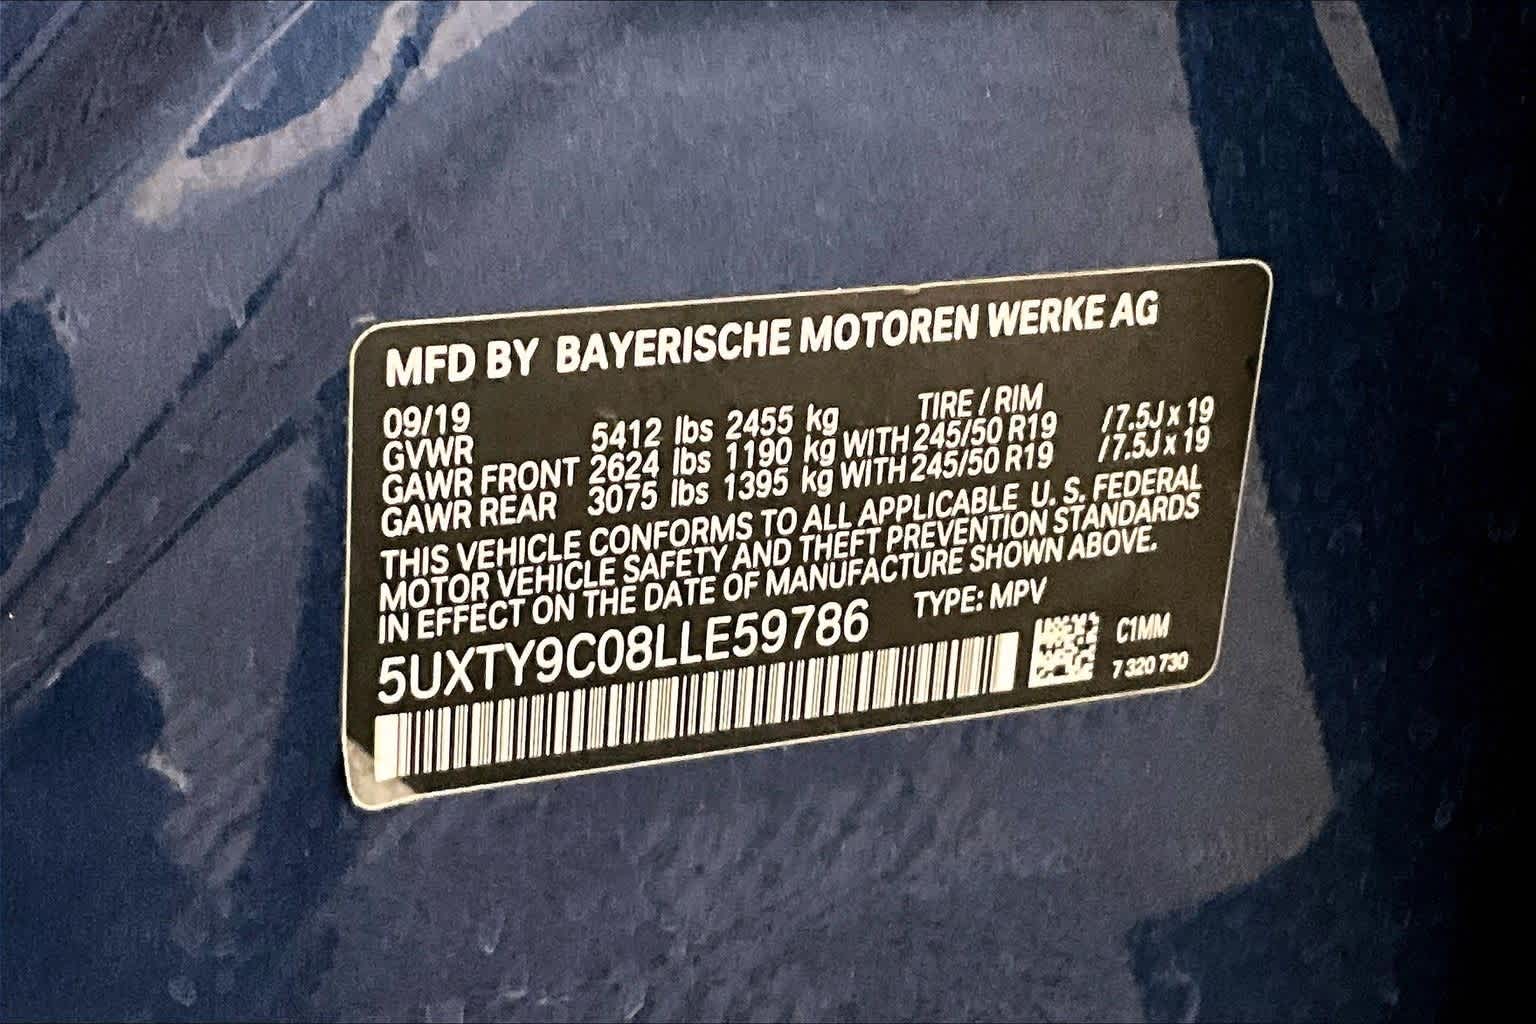 MFD BY BAYERISCHE MOTOREN WERKE AG
09/19 TIRE / RIM
GVWR 5412 lbs 2455 kg
GAWR FRONT 2624 lbs 1190 kg WITH 245/50 R19 /7.5J x 19
GAWR REAR 3075 lbs 1395 kg WITH 245/50 R19 /7.5J x 19
THIS VEHICLE CONFORMS TO ALL APPLICABLE U. S. FEDERAL
MOTOR VEHICLE SAFETY AND THEFT PREVENTION STANDARDS
IN EFFECT ON THE DATE OF MANUFACTURE SHOWN ABOVE.
5UXTY9C08LLE59786 TYPE: MPV
C1MM
7 320 730